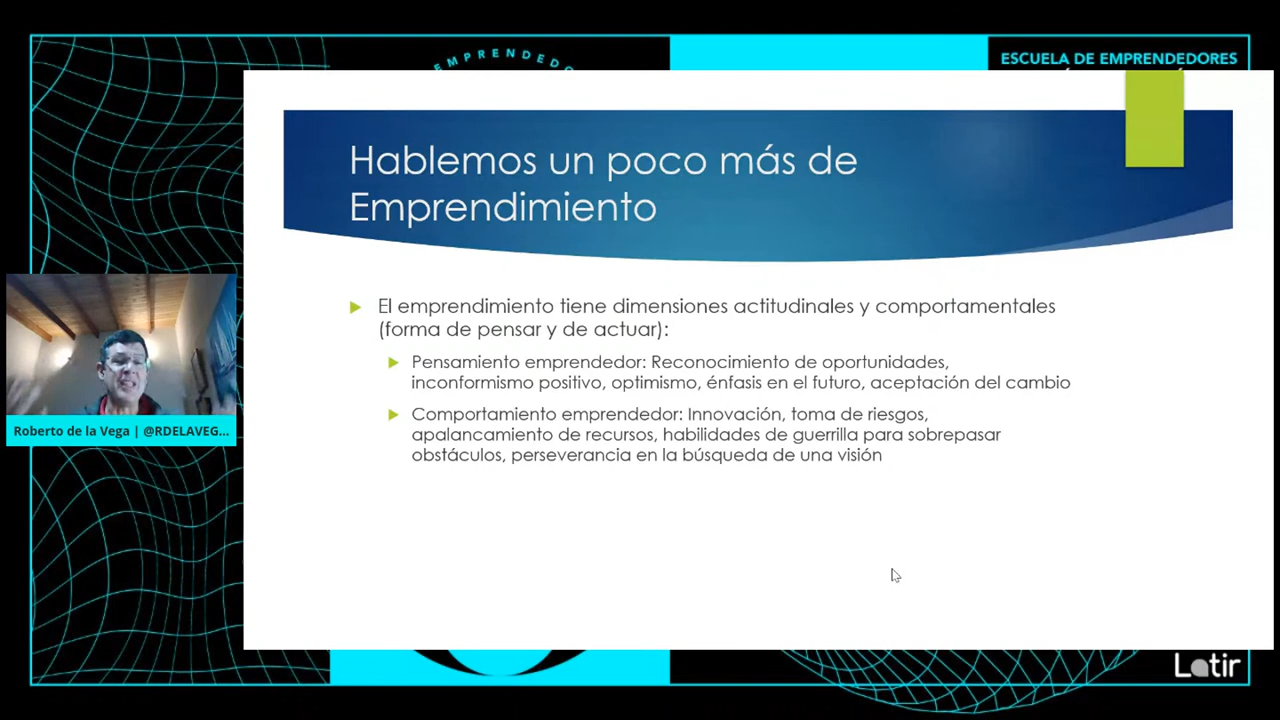 EMPRENDEDO
ESCUELA DE EMPRENDEDORES
Hablemos un poco más de
Emprendimiento
El emprendimiento tiene dimensiones actitudinales y comportamentales
(forma de pensar y de actuar):
Pensamiento emprendedor: Reconocimiento de oportunidades,
inconformismo positivo, optimismo, énfasis en el futuro, aceptación del cambio
Comportamiento emprendedor: Innovación, toma de riesgos,
apalancamiento de recursos, habilidades de guerrilla para sobrepasar
obstáculos, perseverancia en la búsqueda de una visión
Roberto de la Vega | @RDELAVEG...
Latir